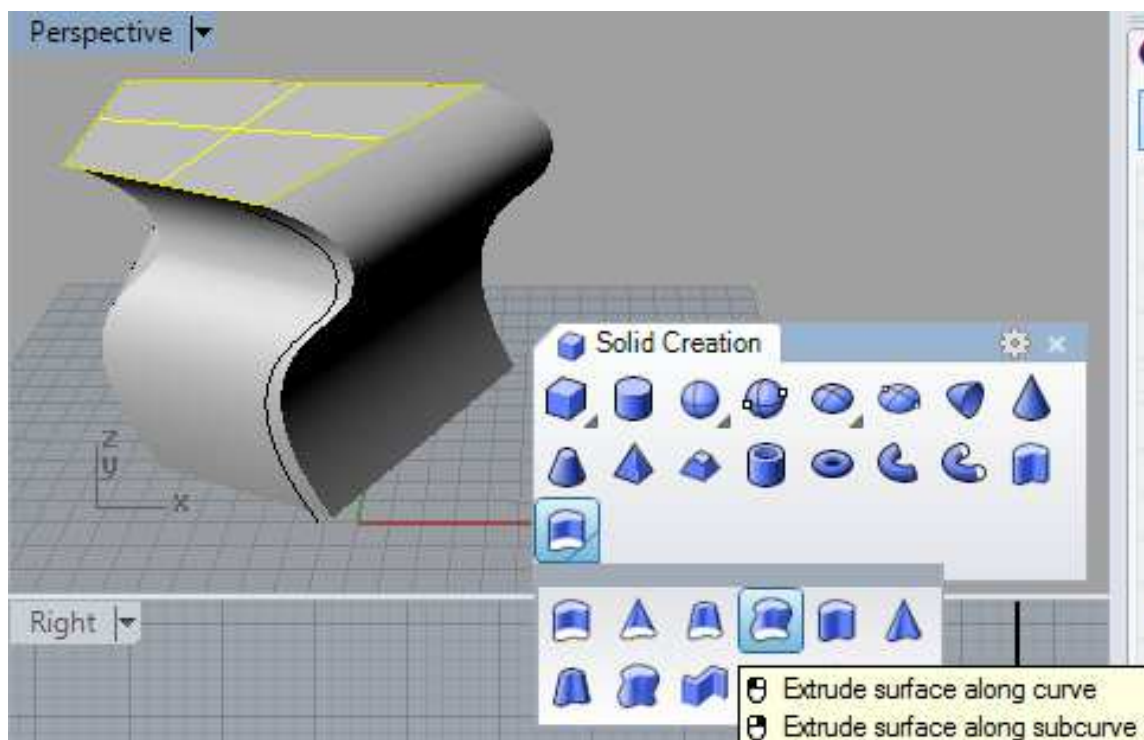 Perspective
Solid Creation
z
y
x
Right
Extrude surface along curve
Extrude surface along subcurve